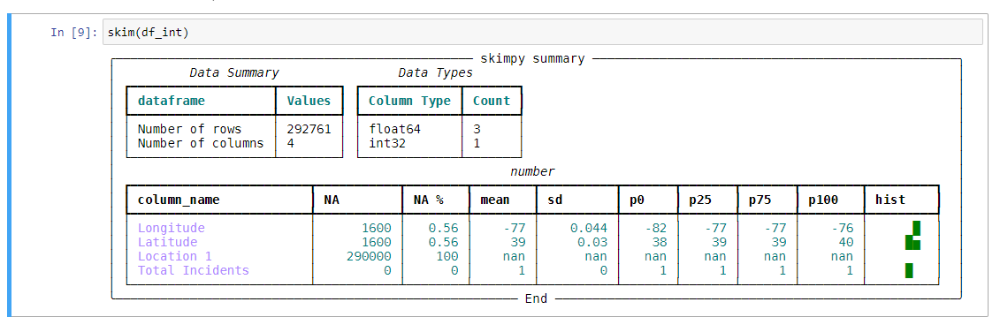 In [9]: skim(df_int)
skimpy summary
Data Summary Data Types
dataframe Values Column Type Count
Number of rows 292761 float64 3
Number of columns 4 int32 1
number
column_name NA NA % mean sd p0 p25 p75 p100 hist
Longitude 1600 0.56 -77 0.044 -82 -77 -77 -76
Latitude 1600 0.56 39 0.03 38 39 39 40
Location 1 290000 100 nan nan nan nan nan nan
Total Incidents 0 0 1 0 1 1 1 1
End